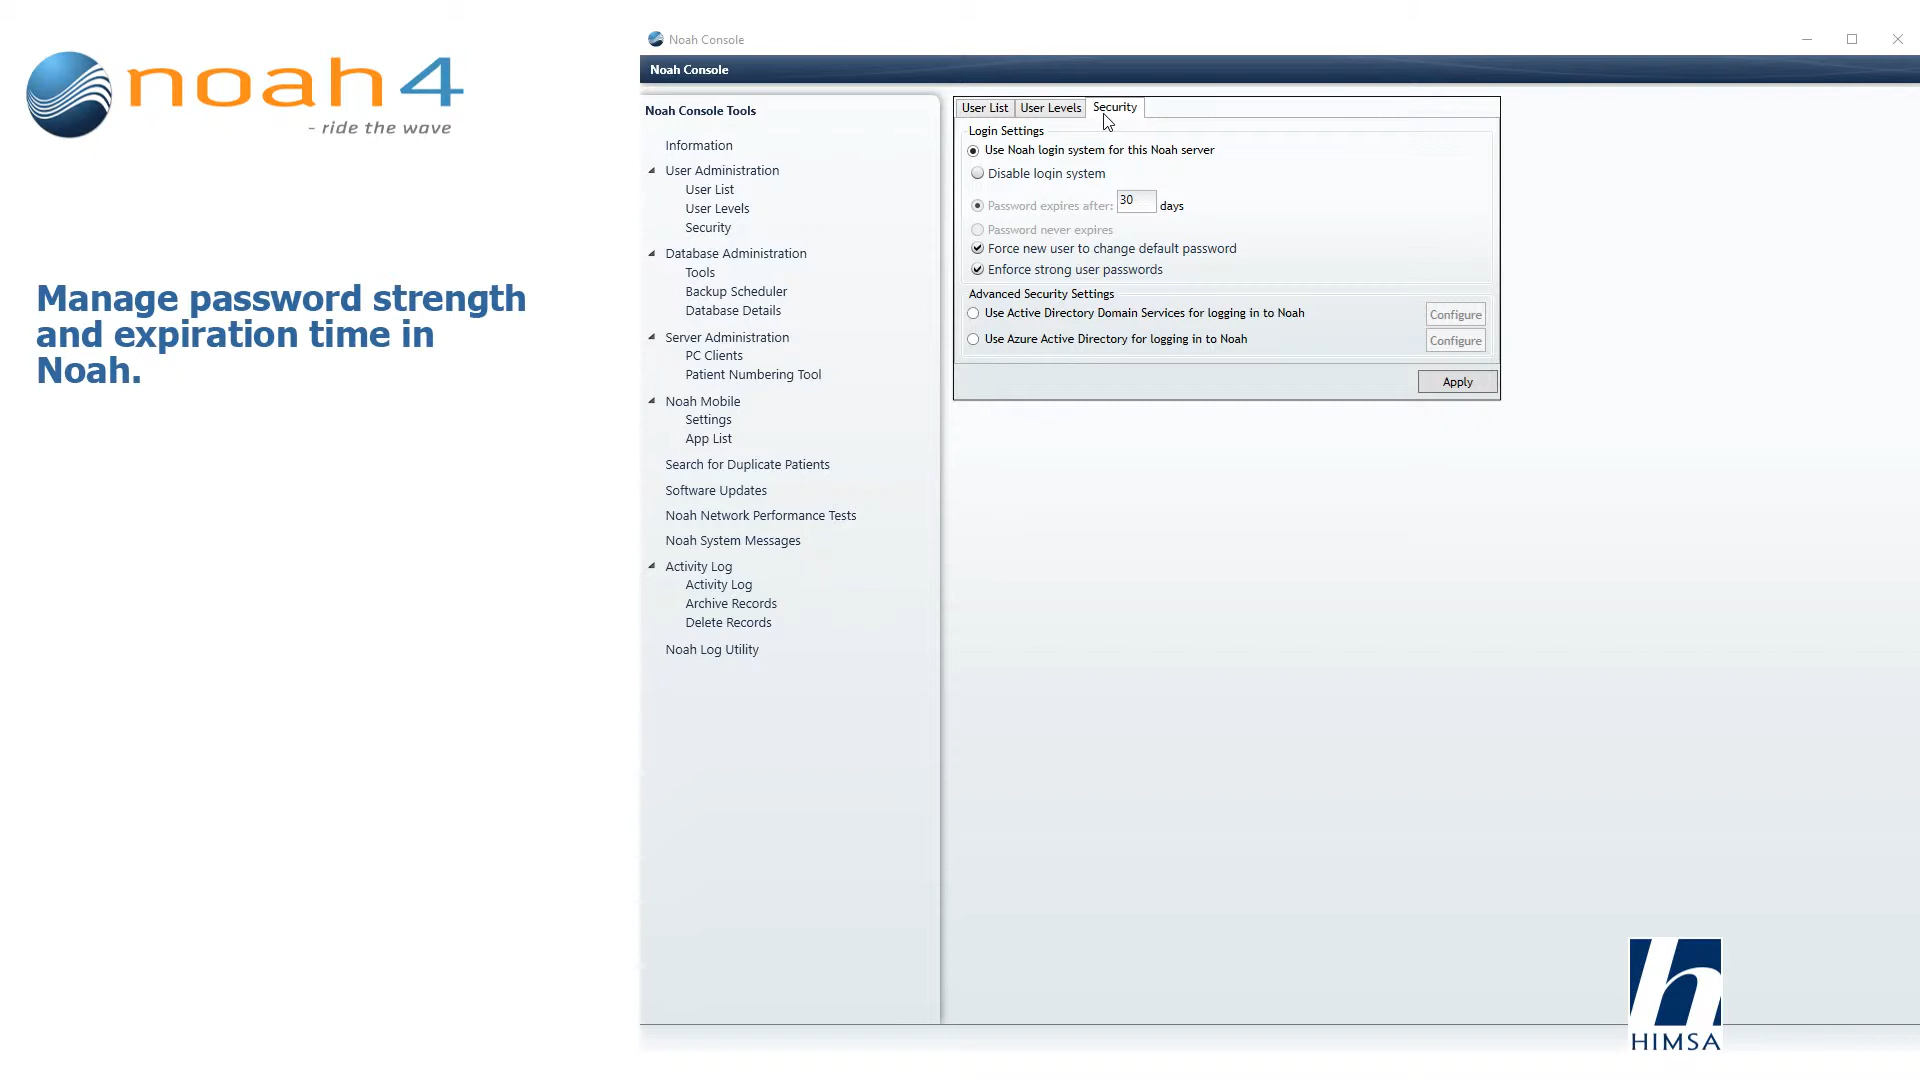 noah 4
- ride the wave
Manage password strength
and expiration time in
Noah.
Noah Console
Noah Console
Noah Console Tools
Information
User Administration
User List
User Levels
Security
Database Administration
Tools
Backup Scheduler
Database Details
Server Administration
PC Clients
Patient Numbering Tool
Noah Mobile
Settings
App List
Search for Duplicate Patients
Software Updates
Noah Network Performance Tests
Noah System Messages
Activity Log
Activity Log
Archive Records
Delete Records
Noah Log Utility
User List User Levels Security
Login Settings
Use Noah login system for this Noah server
Disable login system
Password expires after: 30 days
Password never expires
Force new user to change default password
Enforce strong user passwords
Advanced Security Settings
Use Active Directory Domain Services for logging in to Noah Configure
Use Azure Active Directory for logging in to Noah Configure
Apply
h
HIMSA